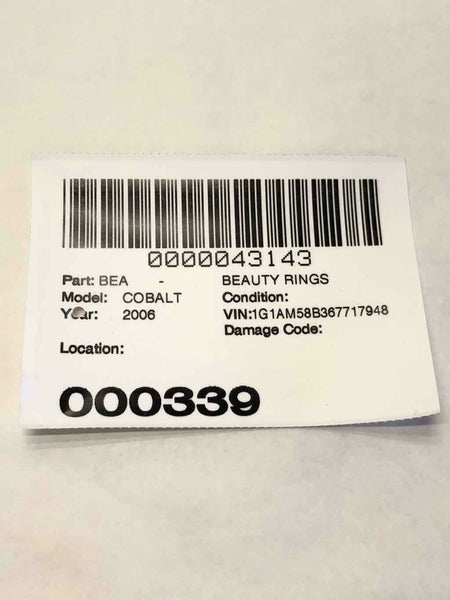 0000043143
Part: BEA - BEAUTY RINGS
Model: COBALT Condition:
Year: 2006 VIN:1G1AM58B367717948
Damage Code:
Location:
000339